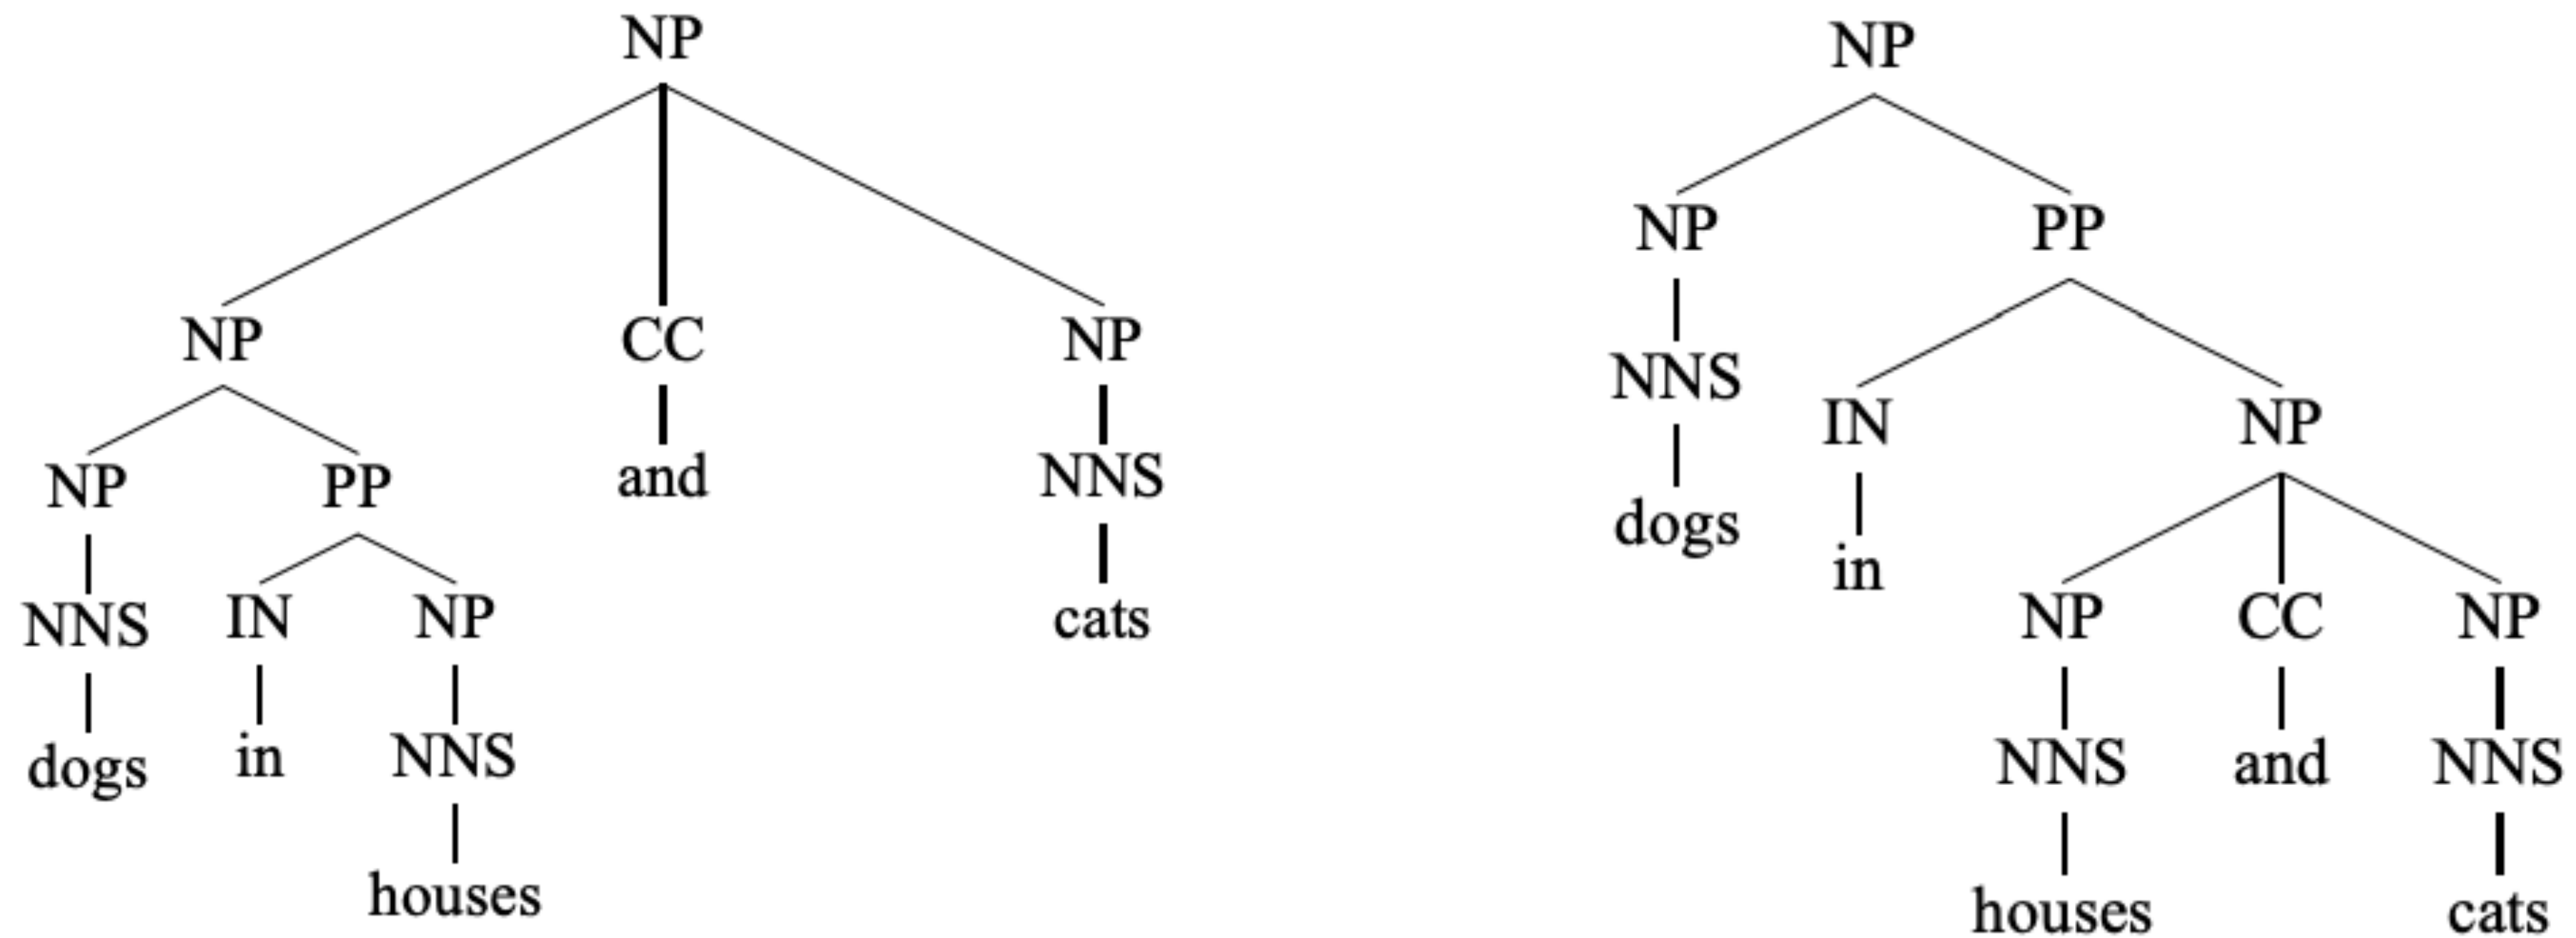 NP
NP CC NP
NP PP and NNS
NNS IN NP cats
dogs in NNS
houses
NP
NP PP
NNS IN NP
dogs in NP CC NP
NNS and NNS
houses cats